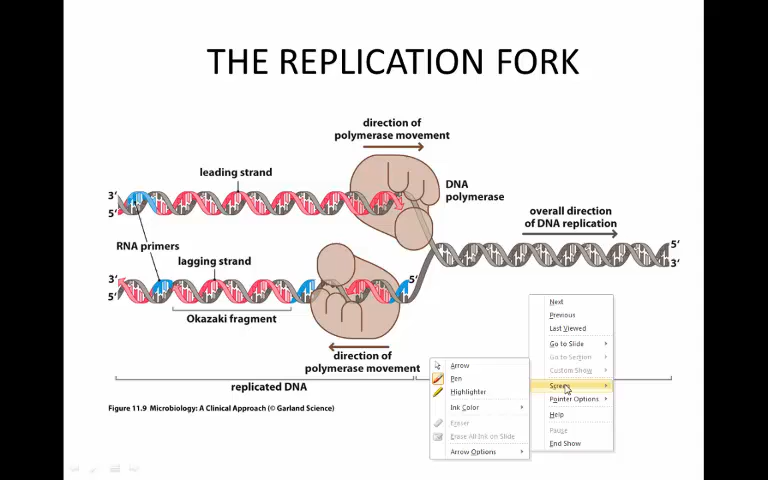 THE REPLICATION FORK
direction of
polymerase movement
leading strand
DNA
polymerase
3′
5′
overall direction
of DNA replication
RNA primers
lagging strand
5′
3′
3′
5′
5′
Okazaki fragment
direction of
polymerase movement
replicated DNA
Figure 11.9 Microbiology: A Clinical Approach (© Garland Science)
Next
Previous
Last Viewed
Go to Slide
Go to Section
Custom Show
Screen
Pointer Options
Help
Pause
End Show
Arrow
Pen
Highlighter
Ink Color
Eraser
Erase All Ink on Slide
Arrow Options